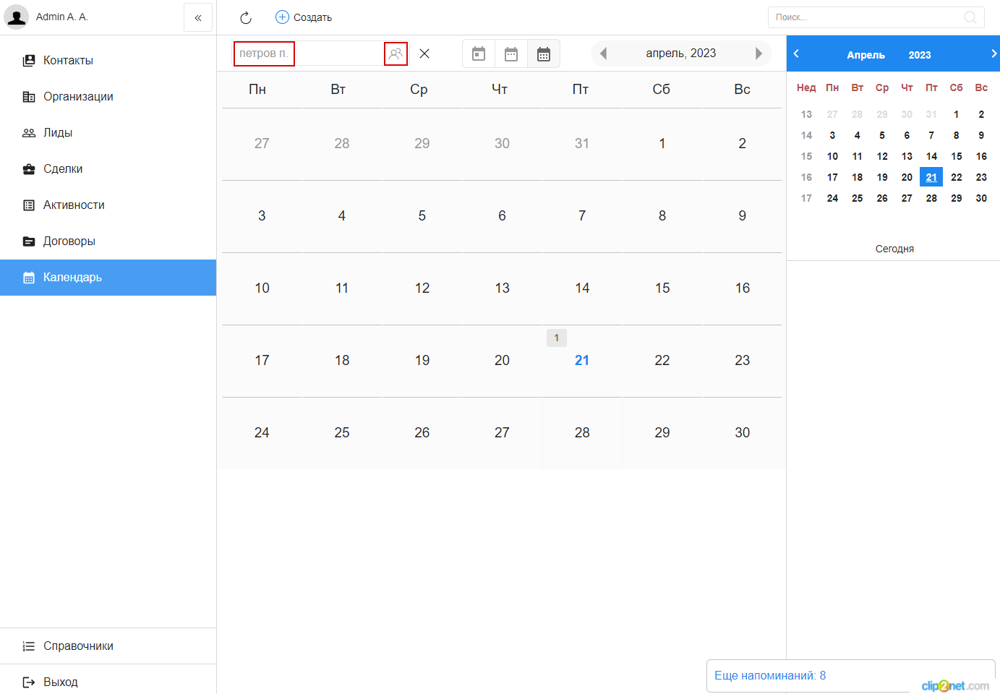 Admin A. A.
«
Создать
Поиск...
Контакты
Организации
Лиды
Сделки
Активности
Договоры
Календарь
Справочники
Выход
петров п.
апрель, 2023
Пн Вт Ср Чт Пт Сб Вс
27 28 29 30 31 1 2
3 4 5 6 7 8 9
10 11 12 13 14 15 16
1
17 18 19 20 21 22 23
24 25 26 27 28 29 30
Апрель 2023
Нед Пн Вт Ср Чт Пт Сб Вс
13 27 28 29 30 31 1 2
14 3 4 5 6 7 8 9
15 10 11 12 13 14 15 16
16 17 18 19 20 21 22 23
17 24 25 26 27 28 29 30
Сегодня
Еще напоминаний: 8
clip2net.com